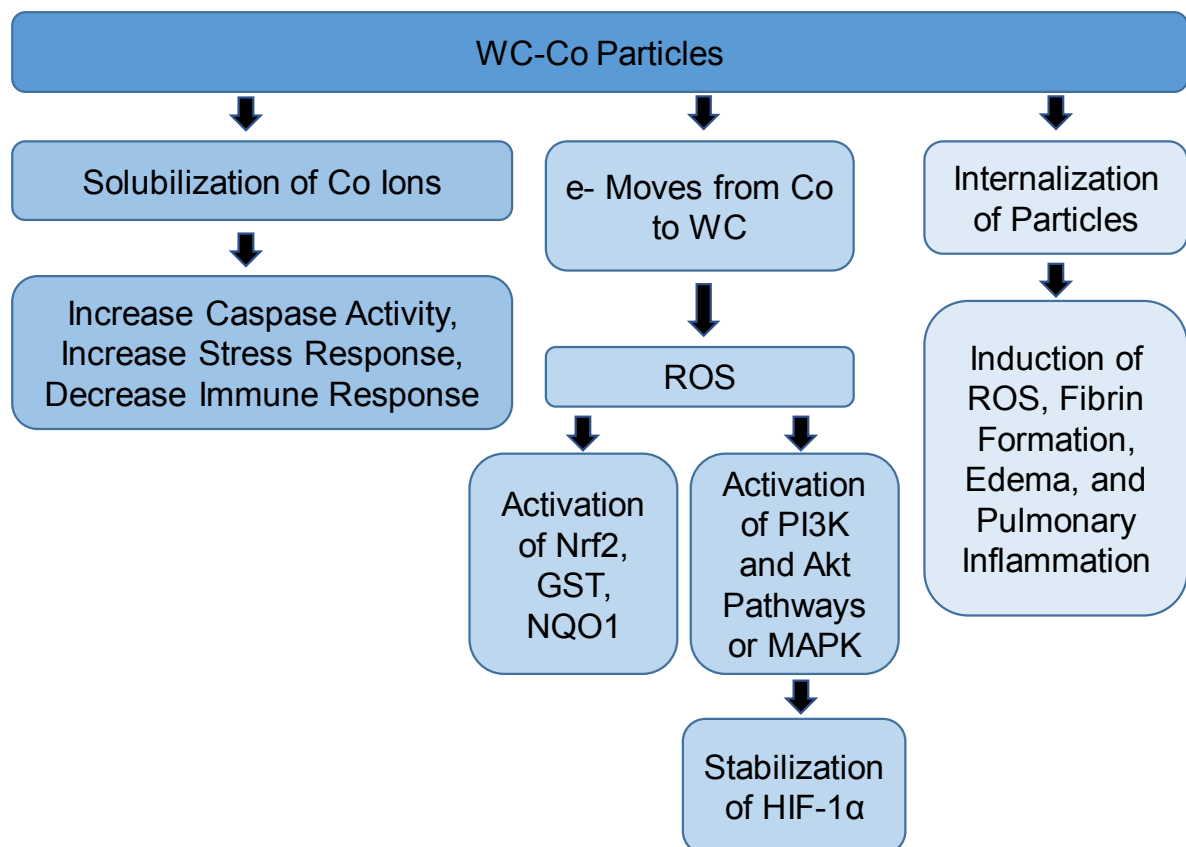 WC-Co Particles
Solubilization of Co Ions
Increase Caspase Activity,
Increase Stress Response,
Decrease Immune Response
e- Moves from Co
to WC
ROS
Activation
of Nrf2,
GST,
NQO1
Activation
of PI3K
and Akt
Pathways
or MAPK
Stabilization
of HIF-1α
Internalization
of Particles
Induction of
ROS, Fibrin
Formation,
Edema, and
Pulmonary
Inflammation